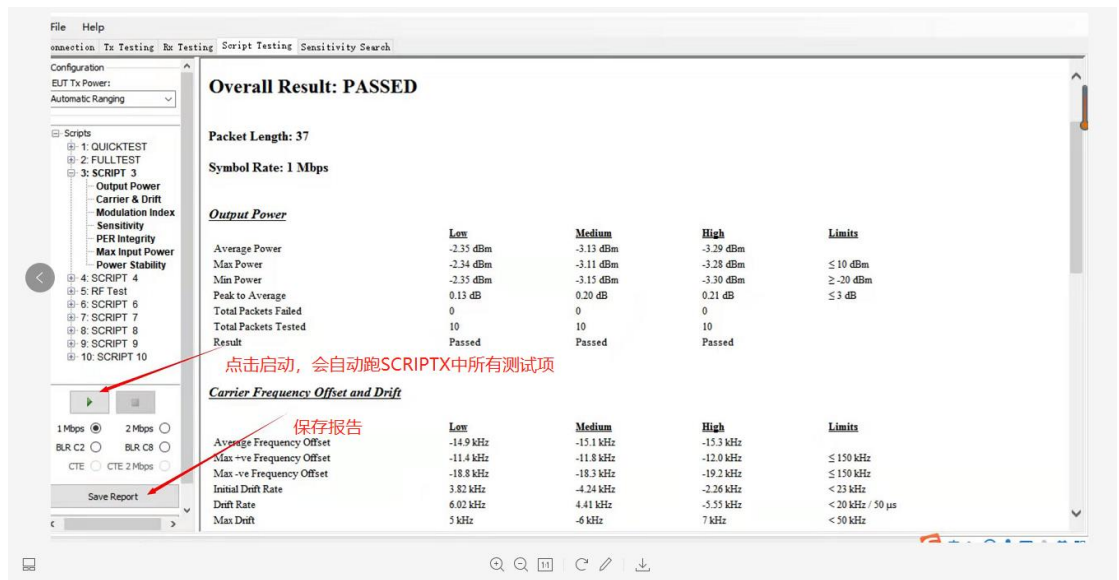 File Help
onnection Tx Testing Rx Testing Script Testing Sensitivity Search
Configuration
EUT Tx Power:
Automatic Ranging
Scripts
1: QUICKTEST
2: FULLTEST
3: SCRIPT 3
Output Power
Carrier & Drift
Modulation Index
Sensitivity
PER Integrity
Max Input Power
Power Stability
4: SCRIPT 4
5: RF Test
6: SCRIPT 6
7: SCRIPT 7
8: SCRIPT 8
9: SCRIPT 9
10: SCRIPT 10
1 Mbps 2 Mbps
BLR C2 BLR C8
CTE CTE 2 Mbps
Save Report
Overall Result: PASSED
Packet Length: 37
Symbol Rate: 1 Mbps
Output Power
Low Medium High Limits
Average Power -2.35 dBm -3.13 dBm -3.29 dBm
Max Power -2.34 dBm -3.11 dBm -3.28 dBm ≤ 10 dBm
Min Power -2.35 dBm -3.15 dBm -3.30 dBm ≥ -20 dBm
Peak to Average 0.13 dB 0.20 dB 0.21 dB ≤ 3 dB
Total Packets Failed 0 0 0
Total Packets Tested 10 10 10
Result Passed Passed Passed
点击启动，会自动跑SCRIPTX中所有测试项
Carrier Frequency Offset and Drift
保存报告
Low Medium High Limits
Average Frequency Offset -14.9 kHz -15.1 kHz -15.3 kHz
Max +ve Frequency Offset -11.4 kHz -11.8 kHz -12.0 kHz ≤ 150 kHz
Max -ve Frequency Offset -18.8 kHz -18.3 kHz -19.2 kHz ≤ 150 kHz
Initial Drift Rate 3.82 kHz -4.24 kHz -2.26 kHz < 23 kHz
Drift Rate 6.02 kHz 4.41 kHz -5.55 kHz < 20 kHz / 50 μs
Max Drift 5 kHz -6 kHz 7 kHz < 50 kHz
1:1